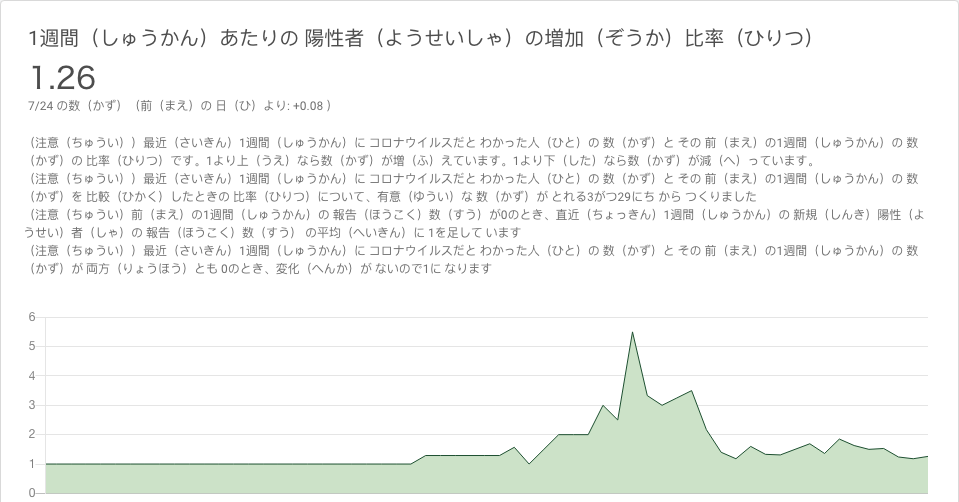 1週間（しゅうかん）あたりの 陽性者（ようせいしゃ）の増加（ぞうか）比率（ひりつ）
1.26
7/24 の数（かず）（前（まえ）の 日（ひ）より: +0.08 ）
（注意（ちゅうい））最近（さいきん）1週間（しゅうかん）に コロナウイルスだと わかった人（ひと）の 数（かず）と その 前（まえ）の1週間（しゅうかん）の 数
（かず）の 比率（ひりつ）です。1より上（うえ）なら数（かず）が増（ふ）えています。1より下（した）なら数（かず）が減（へ）っています。
（注意（ちゅうい））最近（さいきん）1週間（しゅうかん）に コロナウイルスだと わかった人（ひと）の 数（かず）と その 前（まえ）の1週間（しゅうかん）の 数
（かず）を 比較（ひかく）したときの 比率（ひりつ）について、有意（ゆうい）な 数（かず）が とれる3がつ29にち から つくりました
（注意（ちゅうい）前（まえ）の1週間（しゅうかん）の 報告（ほうこく）数（すう）が0のとき、直近（ちょっきん）1週間（しゅうかん）の 新規（しんき）陽性（よ
うせい）者（しゃ）の 報告（ほうこく）数（すう） の平均（へいきん）に 1を足して います
（注意（ちゅうい））最近（さいきん）1週間（しゅうかん）に コロナウイルスだと わかった人（ひと）の 数（かず）と その 前（まえ）の1週間（しゅうかん）の 数
（かず）が 両方（りょうほう）とも 0のとき、変化（へんか）が ないので1に なります
6
5
4
3
2
1
0